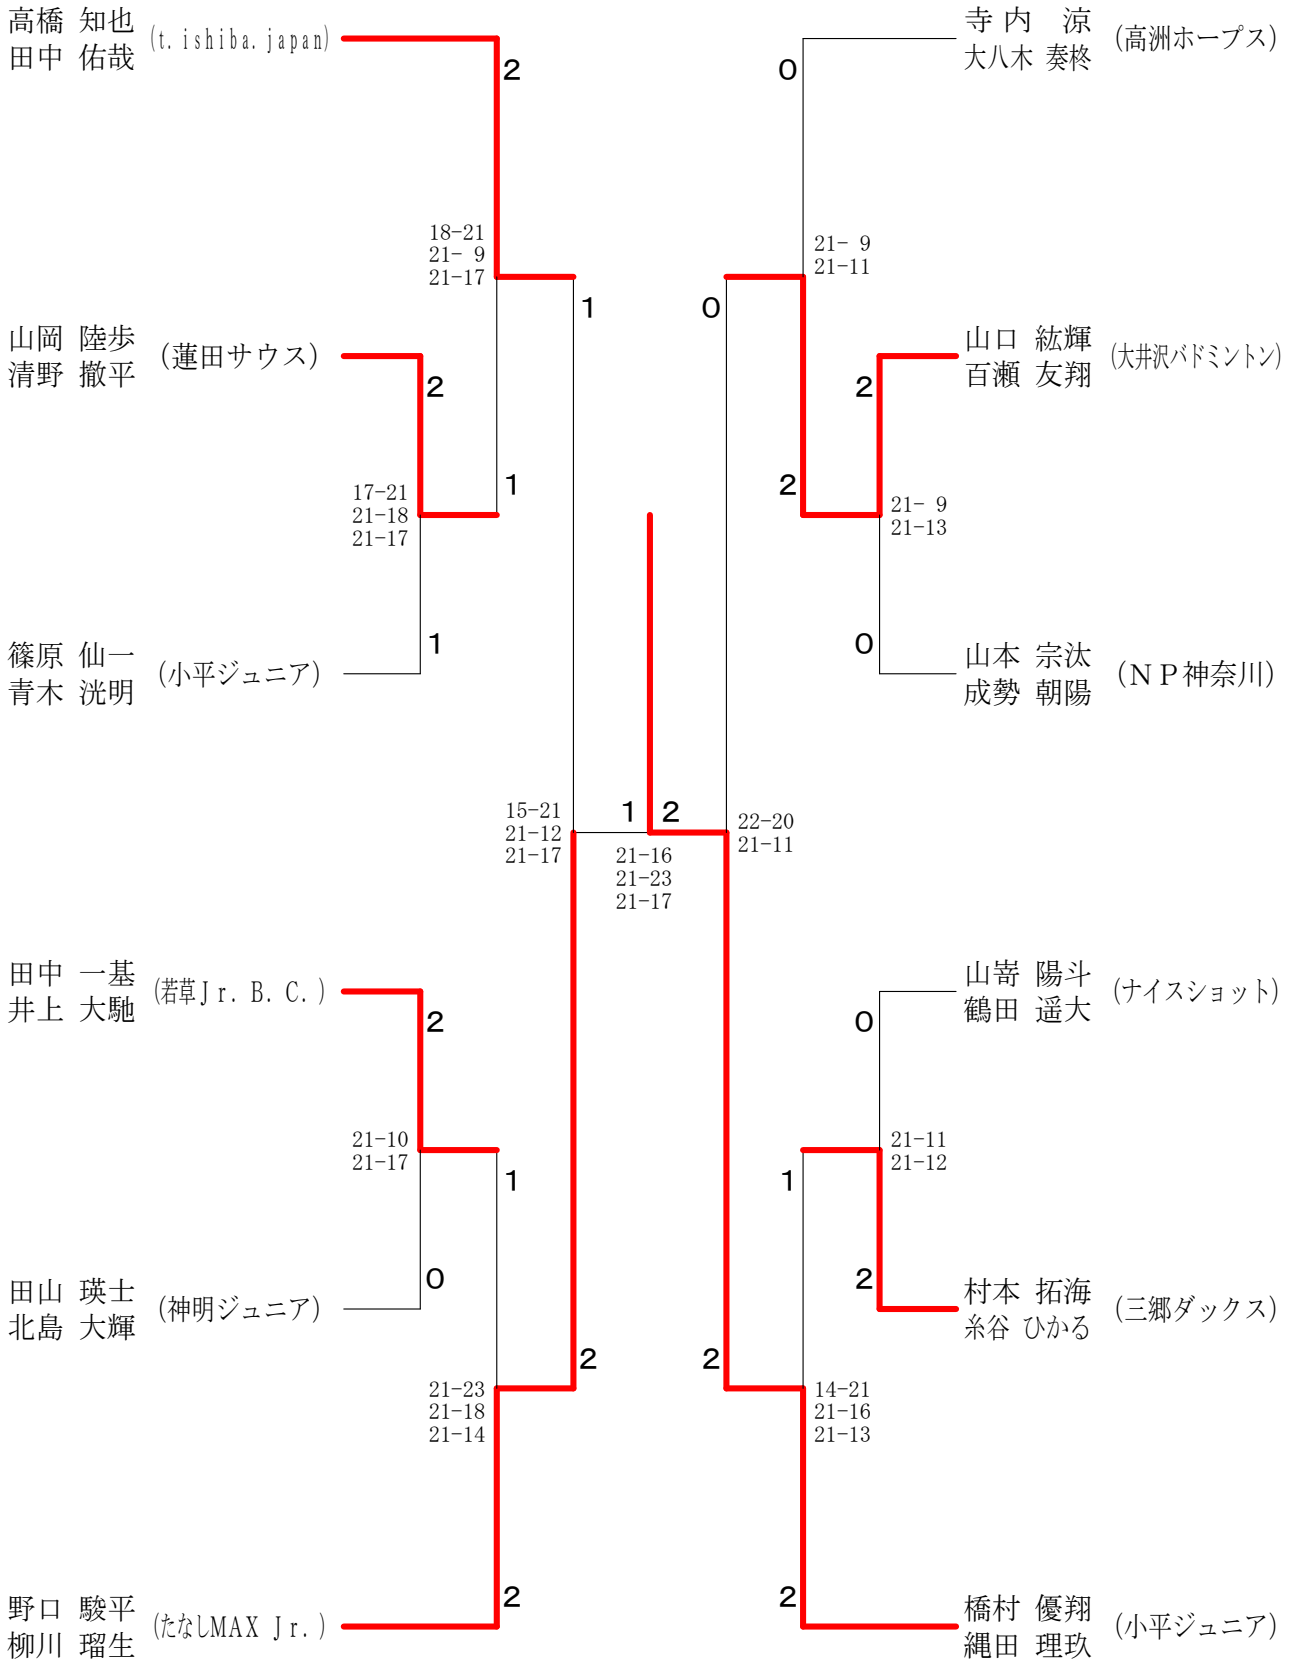 高橋 知也
田中 佑哉
(t.ishiba.japan)
2
18-21
21- 9
21-17
1
山岡 陸歩
清野 撤平
(蓮田サウス)
2
17-21
21-18
21-17
1
篠原 仙一
青木 洸明
(小平ジュニア)
1
15-21
21-12
21-17
田中 一基
井上 大馳
(若草Jr.B.C.)
2
21-10
21-17
1
田山 瑛士
北島 大輝
(神明ジュニア)
0
2
21-23
21-18
21-14
野口 駿平
柳川 瑠生
(たなしMAX Jr.)
2
1
2
21-16
21-23
21-17
寺内 涼
大八木 奏柊
(高洲ホープス)
0
21- 9
21-11
0
山口 紘輝
百瀬 友翔
(大井沢バドミントン)
2
2
21- 9
21-13
山本 宗汰
成勢 朝陽
(NP神奈川)
0
22-20
21-11
山嵜 陽斗
鶴田 遥大
(ナイスショット)
0
21-11
21-12
1
村本 拓海
糸谷 ひかる
(三郷ダックス)
2
2
14-21
21-16
21-13
橋村 優翔
縄田 理玖
(小平ジュニア)
2